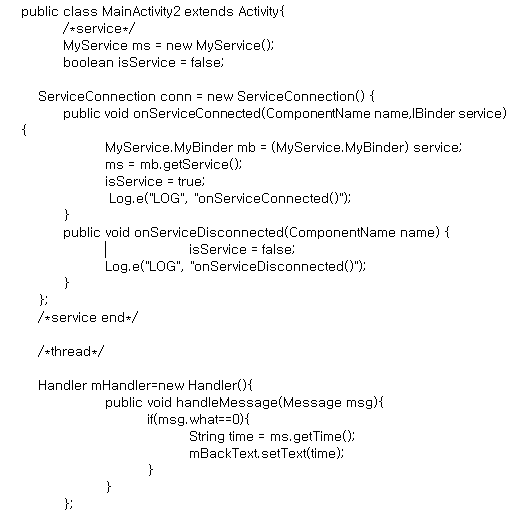 public class MainActivity2 extends Activity{
/*service*/
MyService ms = new MyService();
boolean isService = false;
ServiceConnection conn = new ServiceConnection() {
public void onServiceConnected(ComponentName name,IBinder service)
{
MyService.MyBinder mb = (MyService.MyBinder) service;
ms = mb.getService();
isService = true;
Log.e("LOG", "onServiceConnected()");
}
public void onServiceDisconnected(ComponentName name) {
isService = false;
Log.e("LOG", "onServiceDisconnected()");
}
};
/*service end*/
/*thread*/
Handler mHandler=new Handler(){
public void handleMessage(Message msg){
if(msg.what==0){
String time = ms.getTime();
mBackText.setText(time);
}
}
};